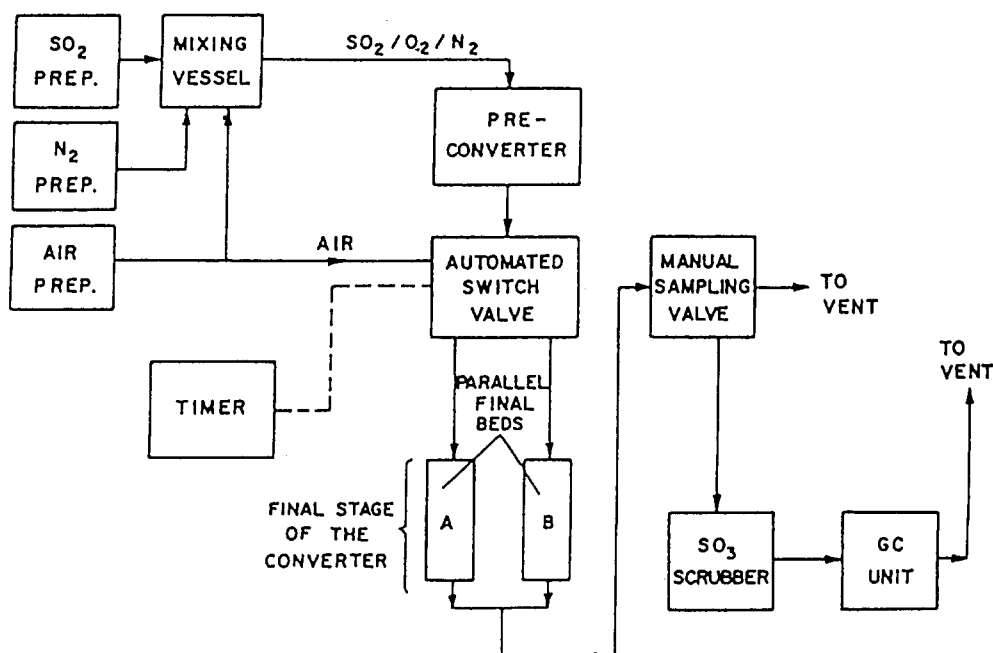 SO2
PREP.
MIXING
VESSEL
SO2/O2/N2
PRE-
CONVERTER
N2
PREP.
AIR
PREP.
AIR
AUTOMATED
SWITCH
VALVE
MANUAL
SAMPLING
VALVE
TO
VENT
TO
VENT
TIMER
PARALLEL
FINAL
BEDS
FINAL STAGE
OF THE
CONVERTER
A
B
SO3
SCRUBBER
GC
UNIT